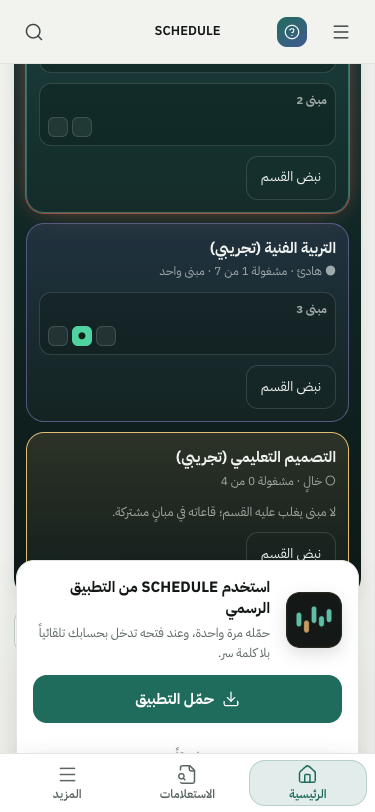 SCHEDULE
مبنى 2
نبض القسم
التربية الفنية (تجريبي)
هادئ · مشغولة 1 من 7 · مبنى واحد
مبنى 3
نبض القسم
التصميم التعليمي (تجريبي)
خالٍ · مشغولة 0 من 4
لا مبنى يغلب عليه القسم؛ قاعاته في مبانٍ مشتركة.
نبض القسم
استخدم SCHEDULE من التطبيق
الرسمي
حمّله مرة واحدة، وعند فتحه تدخل بحسابك تلقائياً
بلا كلمة سر.
حمّل التطبيق
الرئيسية
الاستعلامات
المزيد